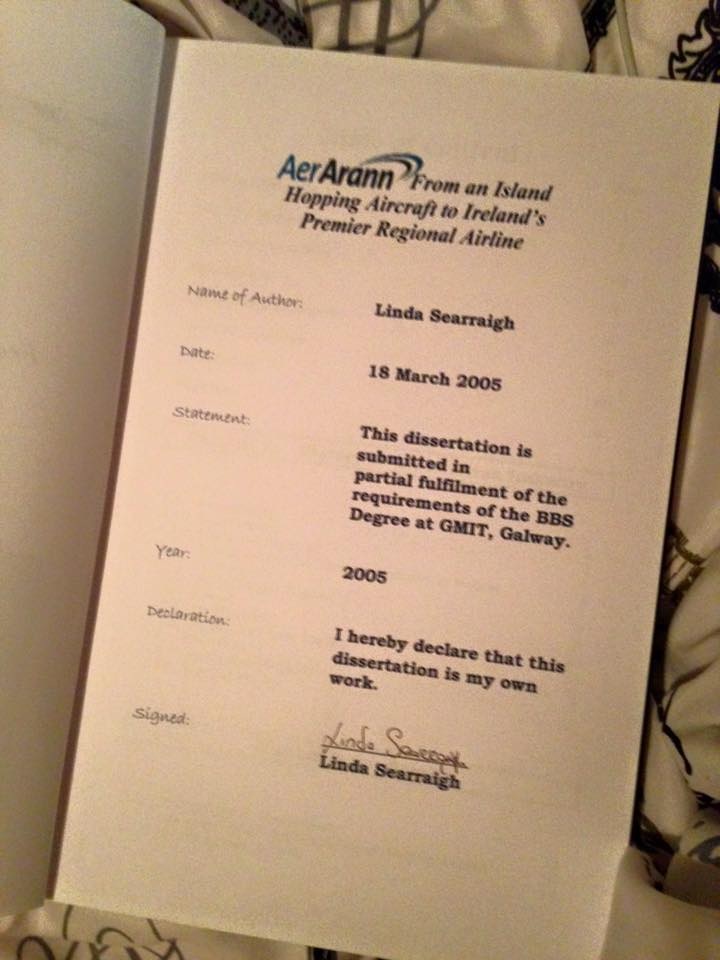 AerArann From an Island
Hopping Aircraft to Ireland's
Premier Regional Airline
Name of Author:
Linda Searraigh
Date:
18 March 2005
Statement:
This dissertation is
submitted in
partial fulfilment of the
requirements of the BBS
Degree at GMIT, Galway.
Year:
2005
Declaration:
I hereby declare that this
dissertation is my own
work.
Signed:
Linda Searraigh
Linda Searraigh